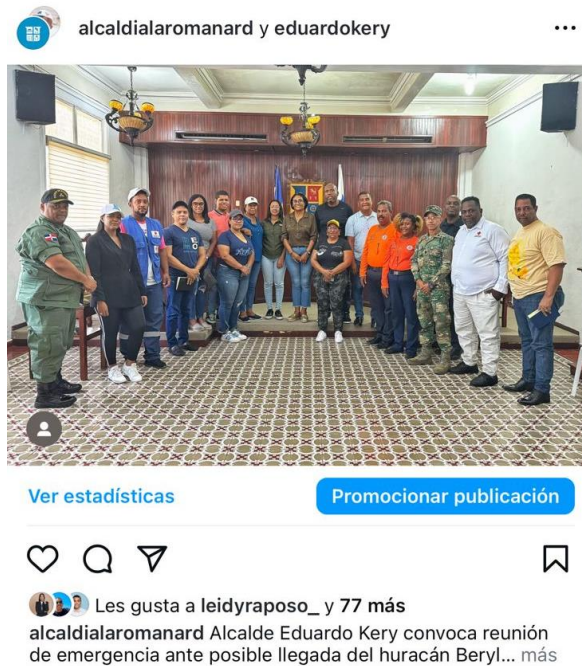 alcaldialaromanard y eduardokery
Ver estadísticas
Promocionar publicación
Les gusta a leidyraposo_ y 77 más
alcaldialaromanard Alcalde Eduardo Kery convoca reunión
de emergencia ante posible llegada del huracán Beryl... más